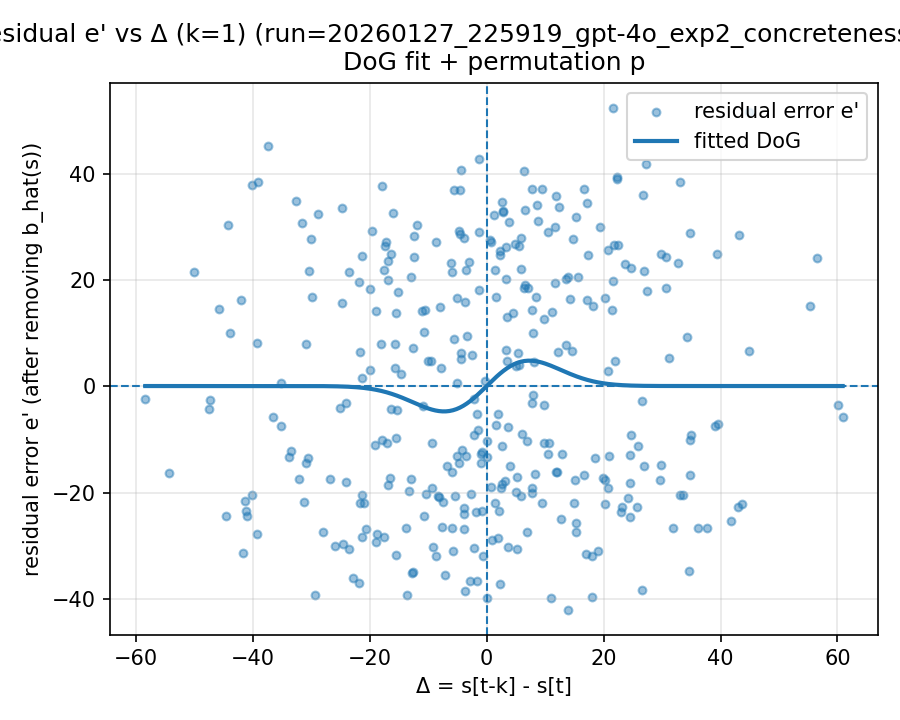 esidual e' vs Δ (k=1) (run=20260127_225919_gpt-4o_exp2_concreteness
DoG fit + permutation p
residual error e'
fitted DoG
residual error e' (after removing b_hat(s))
40
20
0
−20
−40
−60 −40 −20 0 20 40 60
Δ = s[t-k] - s[t]